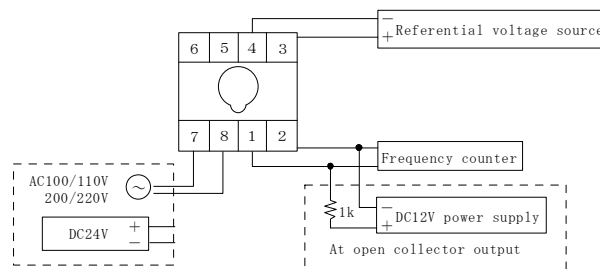 − Referential voltage source
+
6 5 4 3
7 8 1 2
Frequency counter
AC100/110V
200/220V
DC24V + −
1k
− DC12V power supply
+
At open collector output